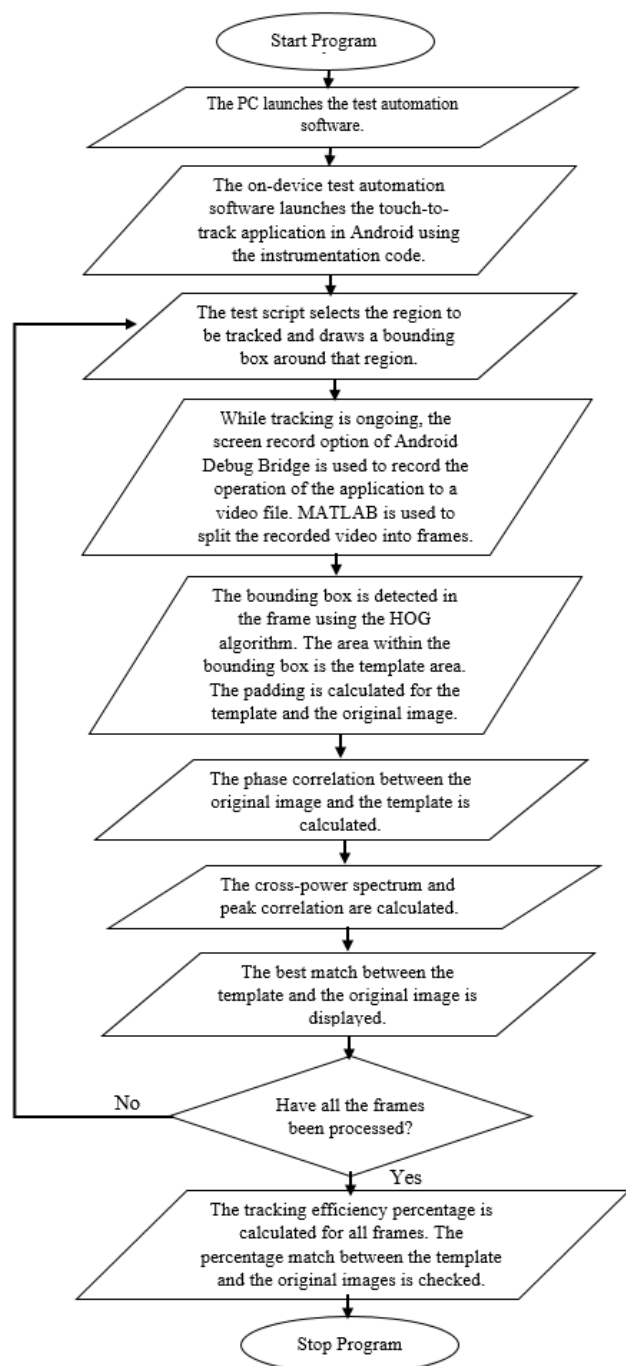 Start Program
The PC launches the test automation
software.
The on-device test automation
software launches the touch-to-
track application in Android using
the instrumentation code.
The test script selects the region to
be tracked and draws a bounding
box around that region.
While tracking is ongoing, the
screen record option of Android
Debug Bridge is used to record the
operation of the application to a
video file. MATLAB is used to
split the recorded video into frames.
The bounding box is detected in
the frame using the HOG
algorithm. The area within the
bounding box is the template area.
The padding is calculated for the
template and the original image.
The phase correlation between the
original image and the template is
calculated.
The cross-power spectrum and
peak correlation are calculated.
The best match between the
template and the original image is
displayed.
No
Have all the frames
been processed?
Yes
The tracking efficiency percentage is
calculated for all frames. The
percentage match between the template
and the original images is checked.
Stop Program